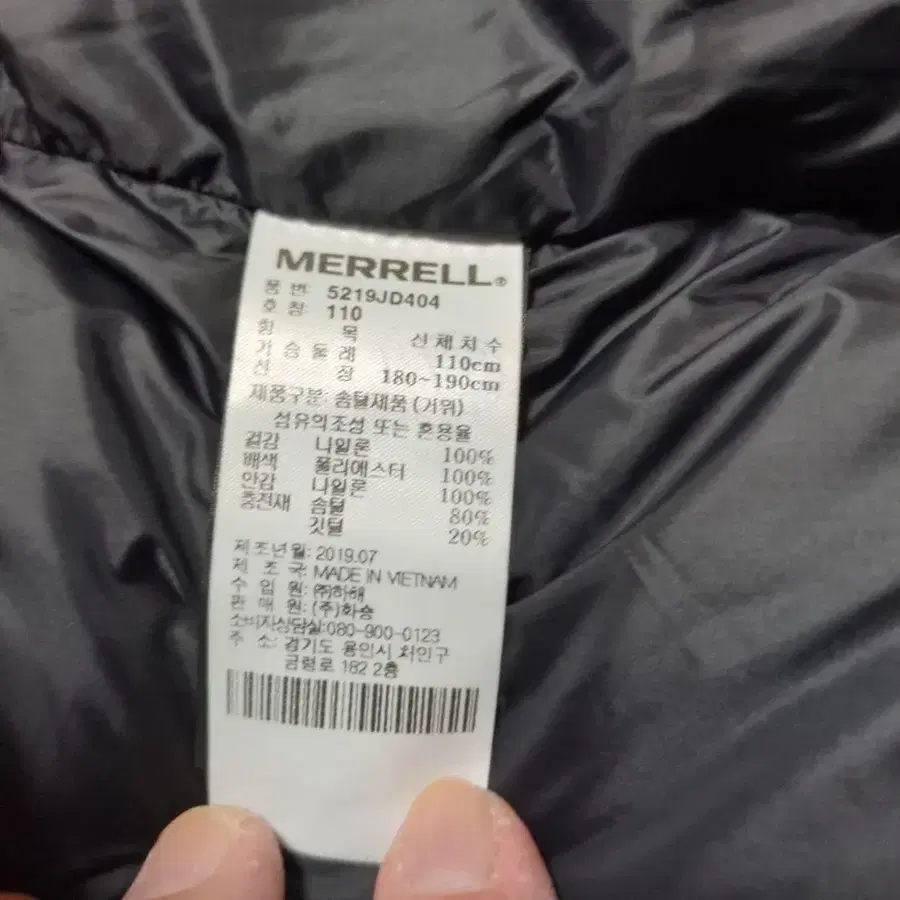 MERRELL®
품 번: 5219JD404
호 칭: 110
항 목 신체치수
가슴둘레 110cm
신 장 180~190cm
제품구분: 솜털제품 (거위)
섬유의조성 또는 혼용율
겉감 나일론 100%
배색 폴리에스터 100%
안감 나일론 100%
충전재 솜털 80%
깃털 20%
제조년월: 2019.07
제 조 국: MADE IN VIETNAM
수 입 원: ㈜하해
판 매 원: (주)화승
소비자상담실:080-900-0123
주 소: 경기도 용인시 처인구
금령로 182 2층